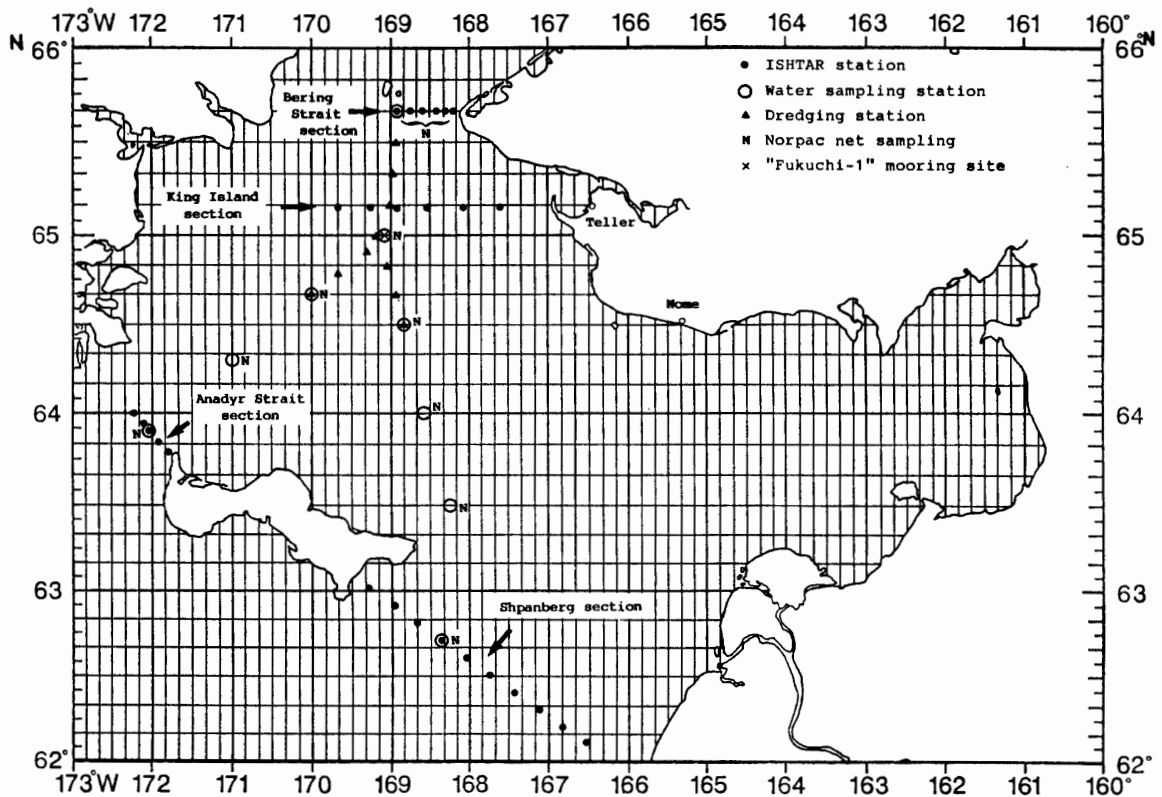 173°W 172 171 170 169 168 167 166 165 164 163 162 161 160°
N
66°
66°N
● ISHTAR station
○ Water sampling station
▲ Dredging station
N Norpac net sampling
× "Fukuchi-1" mooring site
Bering
Strait
section
N
King Island
section
Teller
65
N
65
N
Nome
N
N
Anadyr Strait
section
64
N
64
N
N
63
Shpanberg section
63
N
62°
62°
173°W 172 171 170 169 168 167 166 165 164 163 162 161 160°